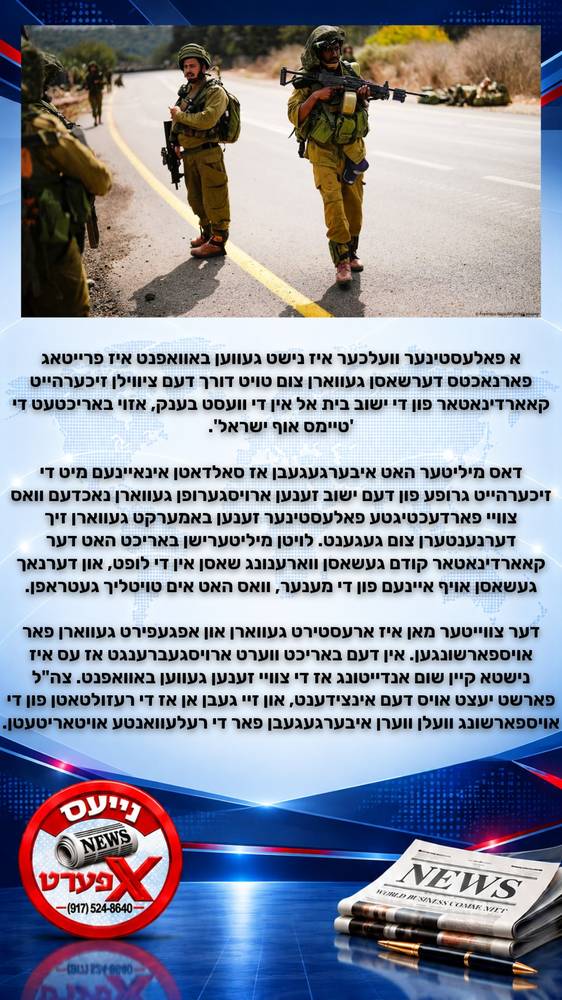 א פאלעסטינער וועלכער איז נישט געווען באוואפנט איז פרייטאג
פארנאכטס דערשאסן געווארן צום טויט דורך דעם ציווילן זיכערהייט
קאארדינאטאר פון די ישוב בית אל אין די וועסט בענק, אזוי באריכטעט די
'טיימס אוף ישראל'.
דאס מיליטער האט איבערגעגעבן אז סאלדאטן אינאיינעם מיט די
זיכערהייט גרופע פון דעם ישוב זענען ארויסגערופן געווארן נאכדעם וואס
צוויי פארדעכטיגטע פאלעסטינער זענען באמערקט געווארן זיך
דערנענטערן צום געגענט. לויטן מיליטערישן באריכט האט דער
קאארדינאטאר קודם געשאסן ווארענונג שאסן אין די לופט, און דערנאך
געשאסן אויף איינעם פון די מענער, וואס האט אים טויטליך געטראפן.
דער צווייטער מאן איז ארעסטירט געווארן און אפגעפירט געווארן פאר
אויספארשונגען. אין דעם באריכט ווערט ארויסגעברענגט אז עס איז
נישטא קיין שום אנדייטונג אז די צוויי זענען געווען באוואפנט. צה"ל
פארשט יעצט אויס דעם אינצידענט, און זיי געבן אן אז די רעזולטאטן פון די
אויספארשונג וועלן ווערן איבערגעגעבן פאר די רעלעוואנטע אויטאריטעטן.
נייעס
NEWS
Xפערט
(917) 524-8640
NEWS
WORLD BUSINESS